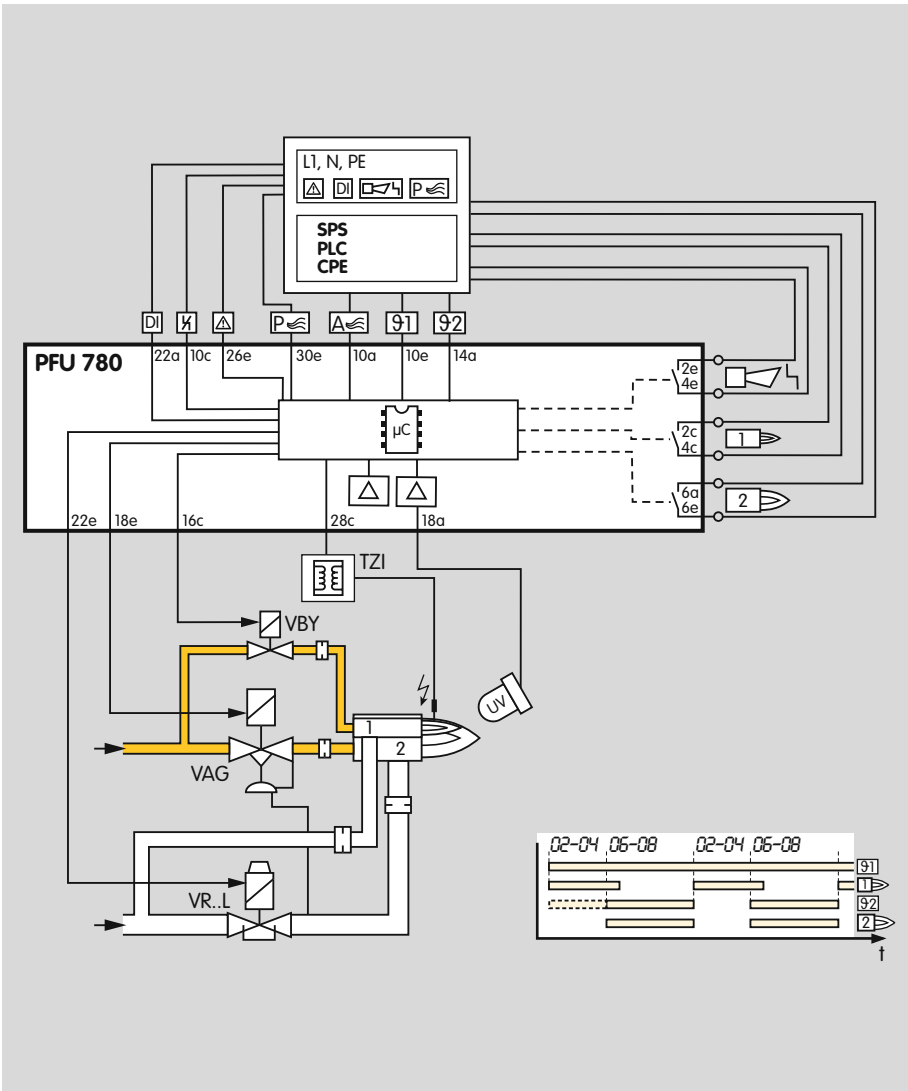 L1, N, PE
DI P
SPS
PLC
CPE
DI P A ϑ1 ϑ2
22a 10c 26e 30e 10a 10e 14a
PFU 780
2e
4e
µC
2c
4c
1
6a
6e
2
22e 18e 16c 28c 18a
TZI
VBY
UV
1
2
VAG
VR..L
02-04 06-08 02-04 06-08
ϑ1
1
ϑ2
2
t